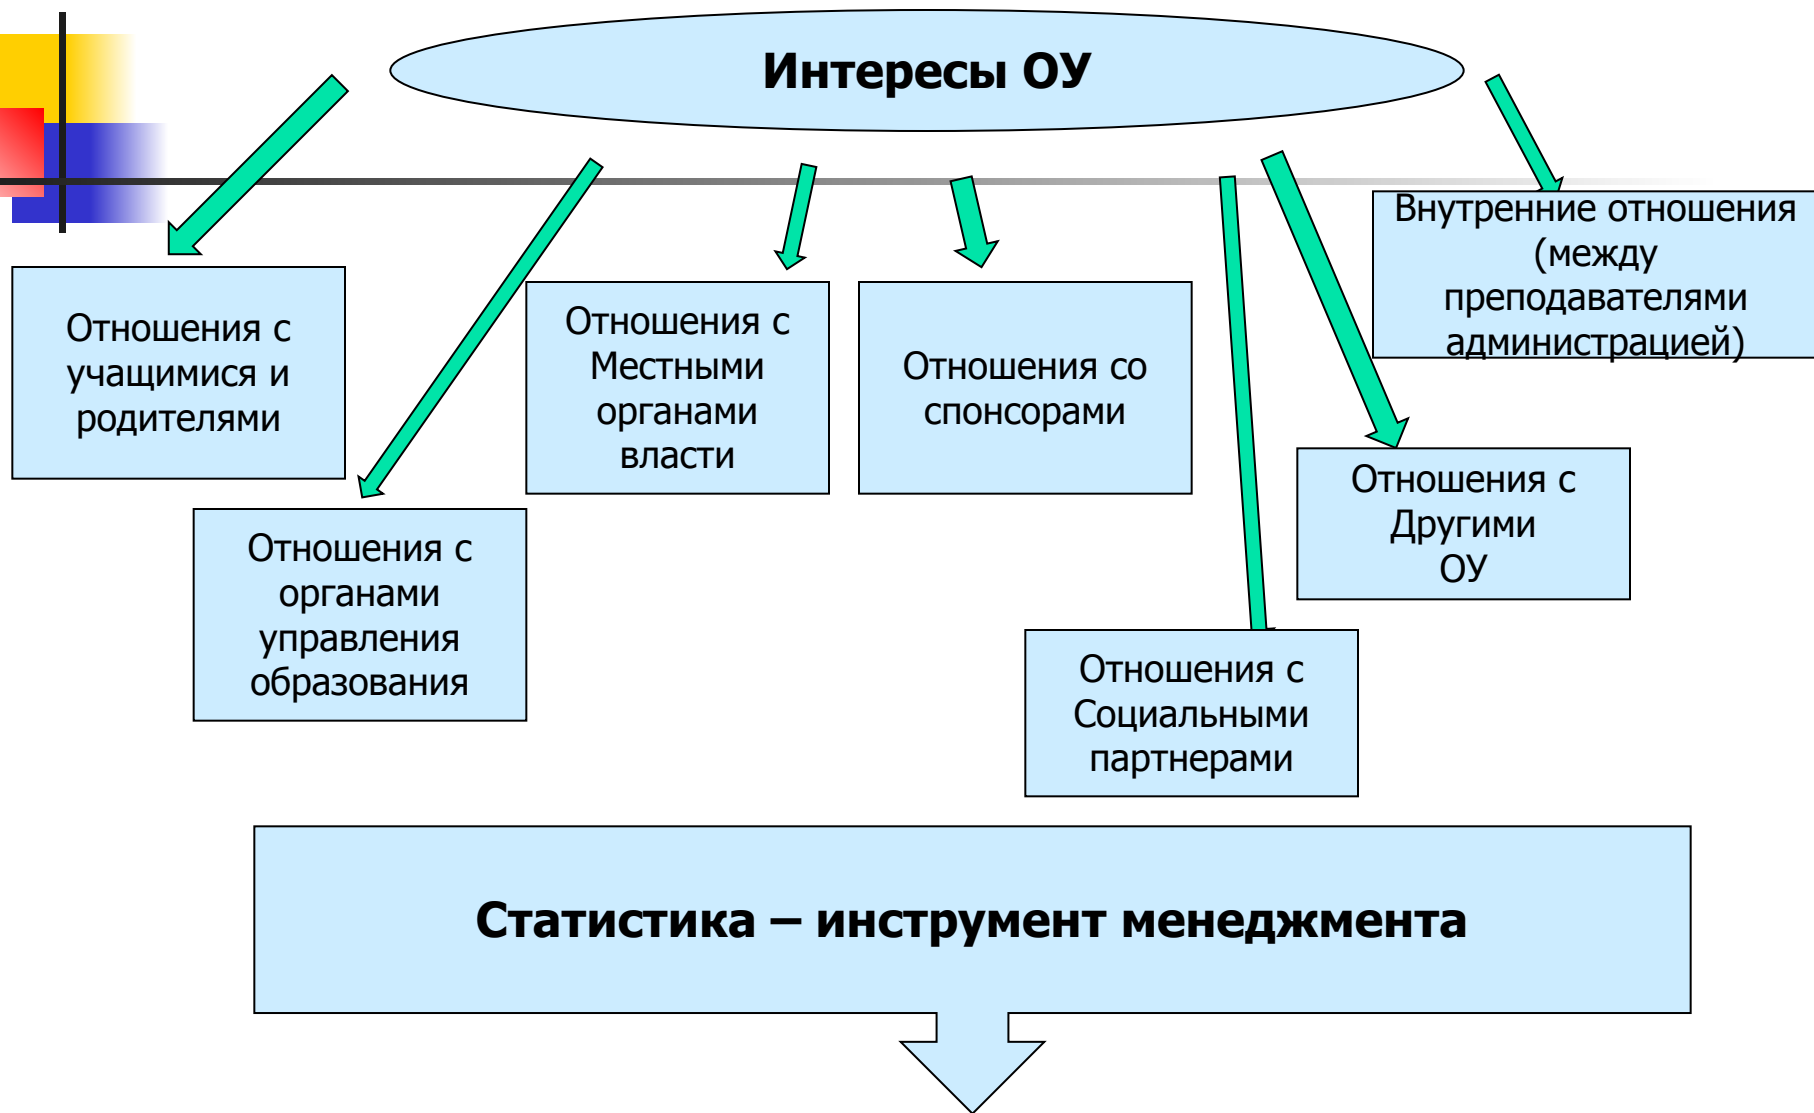 Интересы ОУ
Отношения с
учащимися и
родителями
Отношения с
органами
управления
образования
Отношения с
Местными
органами
власти
Отношения со
спонсорами
Отношения с
Социальными
партнерами
Отношения с
Другими
ОУ
Внутренние отношения
(между
преподавателями
администрацией)
Статистика – инструмент менеджмента